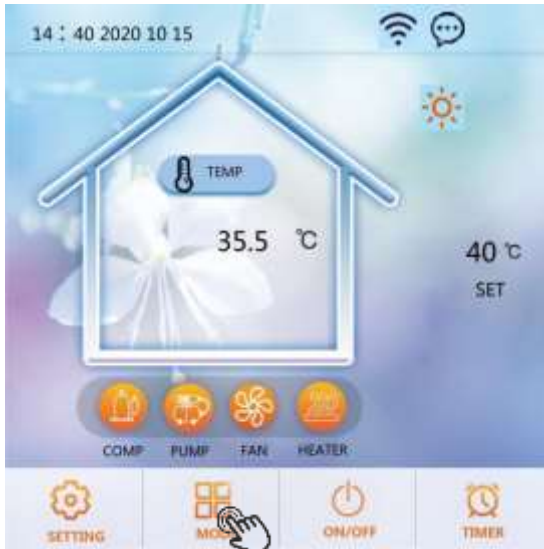 14 : 40 2020 10 15
TEMP
35.5 ℃
40 ℃
SET
COMP PUMP FAN HEATER
SETTING ON/OFF TIMER